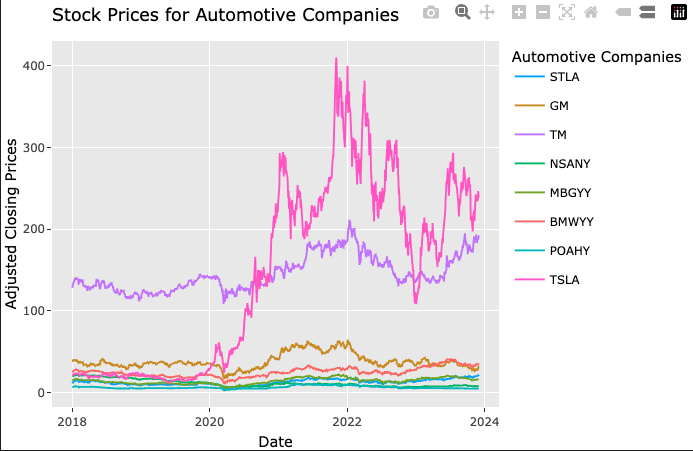 Stock Prices for Automotive Companies
Automotive Companies
STLA
GM
TM
NSANY
MBGYY
BMWYY
POAHY
TSLA
Adjusted Closing Prices
400
300
200
100
0
2018
2020
2022
2024
Date